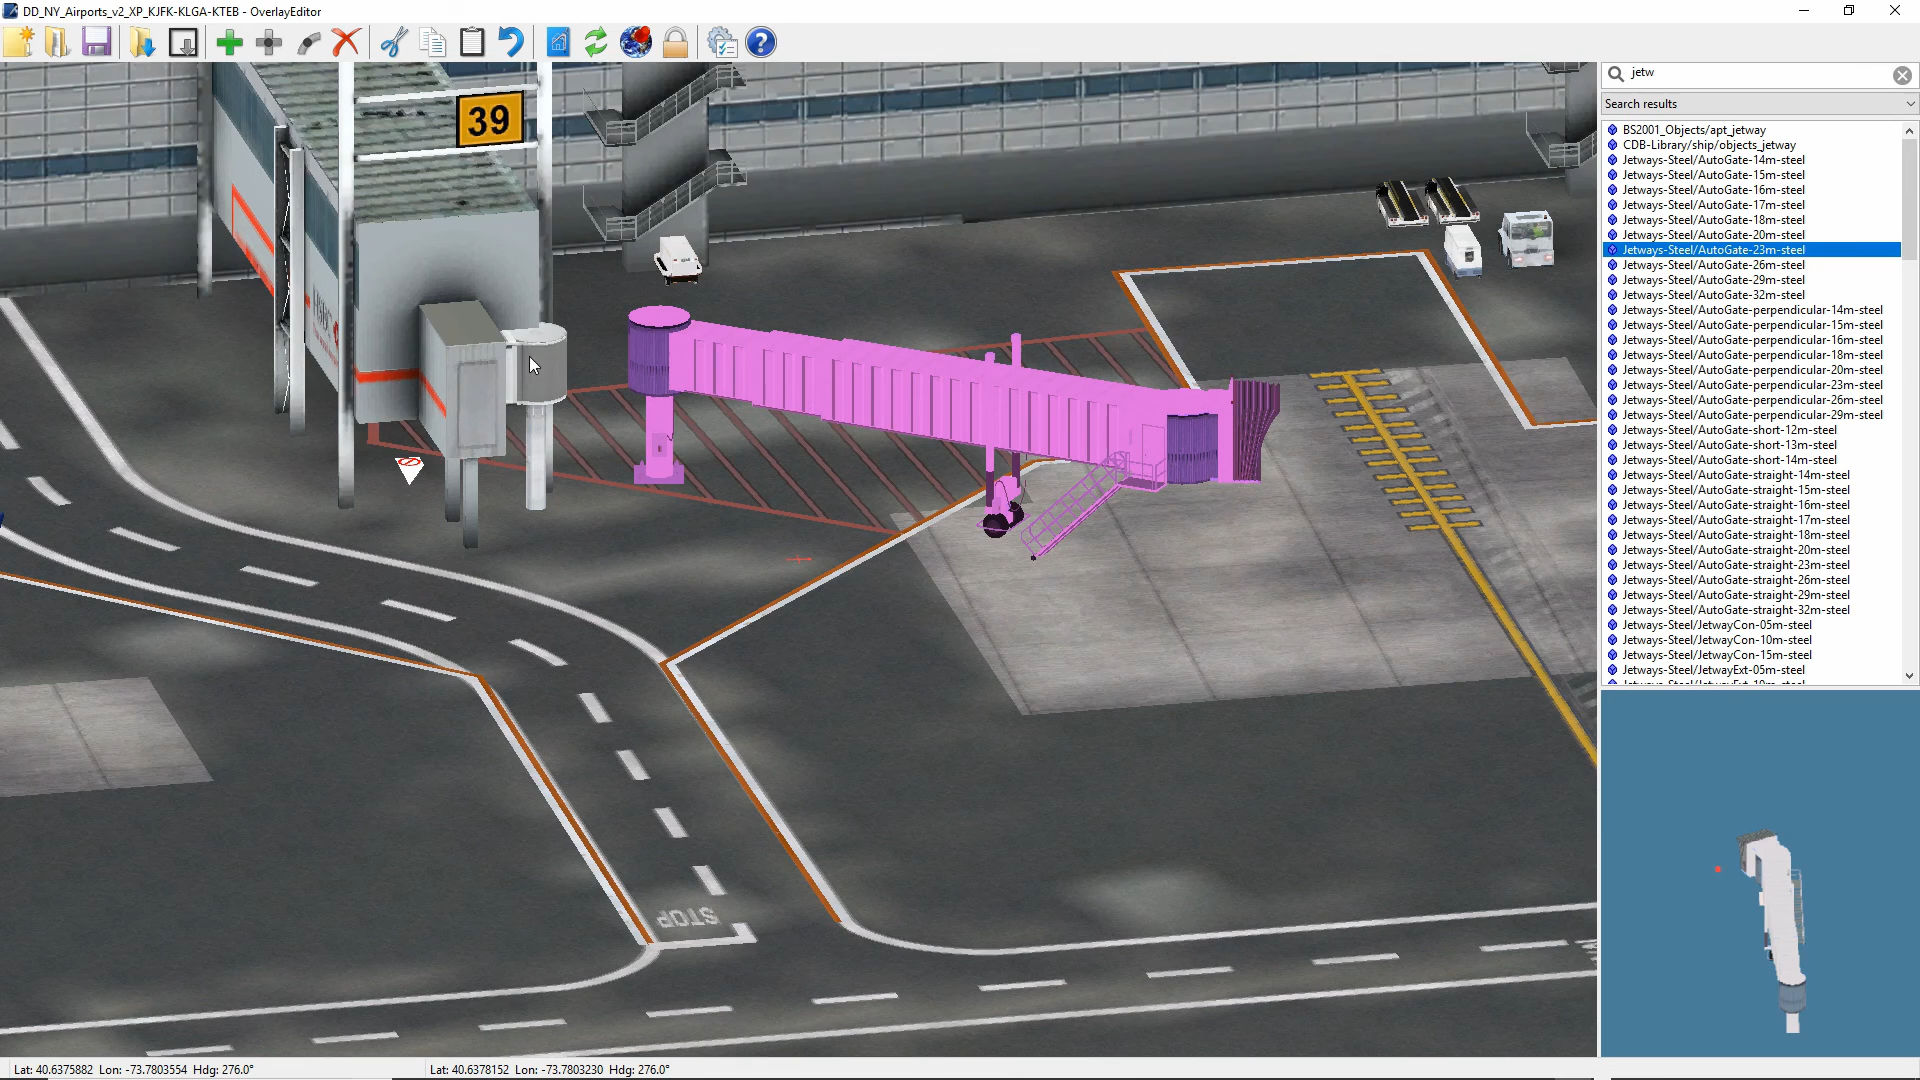 DD_NY_Airports_v2_XP_KJFK-KLGA-KTEB - OverlayEditor
jetw
Search results
39
BS2001_Objects/apt_jetway
CDB-Library/ship/objects_jetway
Jetways-Steel/AutoGate-14m-steel
Jetways-Steel/AutoGate-15m-steel
Jetways-Steel/AutoGate-16m-steel
Jetways-Steel/AutoGate-17m-steel
Jetways-Steel/AutoGate-18m-steel
Jetways-Steel/AutoGate-20m-steel
Jetways-Steel/AutoGate-23m-steel
Jetways-Steel/AutoGate-26m-steel
Jetways-Steel/AutoGate-29m-steel
Jetways-Steel/AutoGate-32m-steel
Jetways-Steel/AutoGate-perpendicular-14m-steel
Jetways-Steel/AutoGate-perpendicular-15m-steel
Jetways-Steel/AutoGate-perpendicular-16m-steel
Jetways-Steel/AutoGate-perpendicular-18m-steel
Jetways-Steel/AutoGate-perpendicular-20m-steel
Jetways-Steel/AutoGate-perpendicular-23m-steel
Jetways-Steel/AutoGate-perpendicular-26m-steel
Jetways-Steel/AutoGate-perpendicular-29m-steel
Jetways-Steel/AutoGate-short-12m-steel
Jetways-Steel/AutoGate-short-13m-steel
Jetways-Steel/AutoGate-short-14m-steel
Jetways-Steel/AutoGate-straight-14m-steel
Jetways-Steel/AutoGate-straight-15m-steel
Jetways-Steel/AutoGate-straight-16m-steel
Jetways-Steel/AutoGate-straight-17m-steel
Jetways-Steel/AutoGate-straight-18m-steel
Jetways-Steel/AutoGate-straight-20m-steel
Jetways-Steel/AutoGate-straight-23m-steel
Jetways-Steel/AutoGate-straight-26m-steel
Jetways-Steel/AutoGate-straight-29m-steel
Jetways-Steel/AutoGate-straight-32m-steel
Jetways-Steel/JetwayCon-05m-steel
Jetways-Steel/JetwayCon-10m-steel
Jetways-Steel/JetwayCon-15m-steel
Jetways-Steel/JetwayExt-05m-steel
STOP
Lat: 40.6375882 Lon: -73.7803554 Hdg: 276.0°
Lat: 40.6378152 Lon: -73.7803230 Hdg: 276.0°